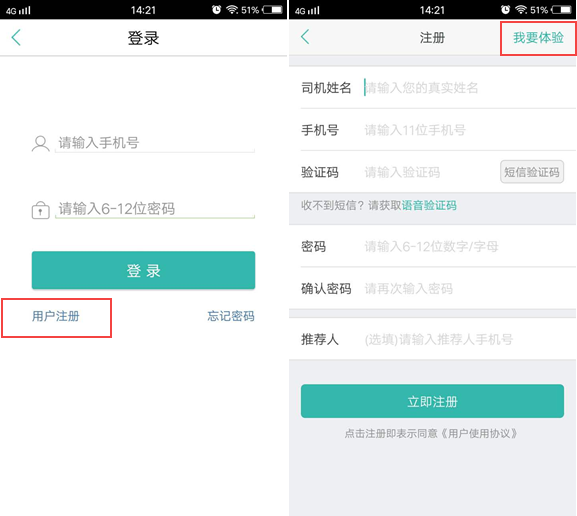 4G 14:21 51%
登录
请输入手机号
请输入6-12位密码
登 录
用户注册 忘记密码
4G 14:21 51%
注册 我要体验
司机姓名 请输入您的真实姓名
手机号 请输入11位手机号
验证码 请输入验证码 短信验证码
收不到短信？请获取语音验证码
密码 请输入6-12位数字/字母
确认密码 请再次输入密码
推荐人 (选填)请输入推荐人手机号
立即注册
点击注册即表示同意《用户使用协议》